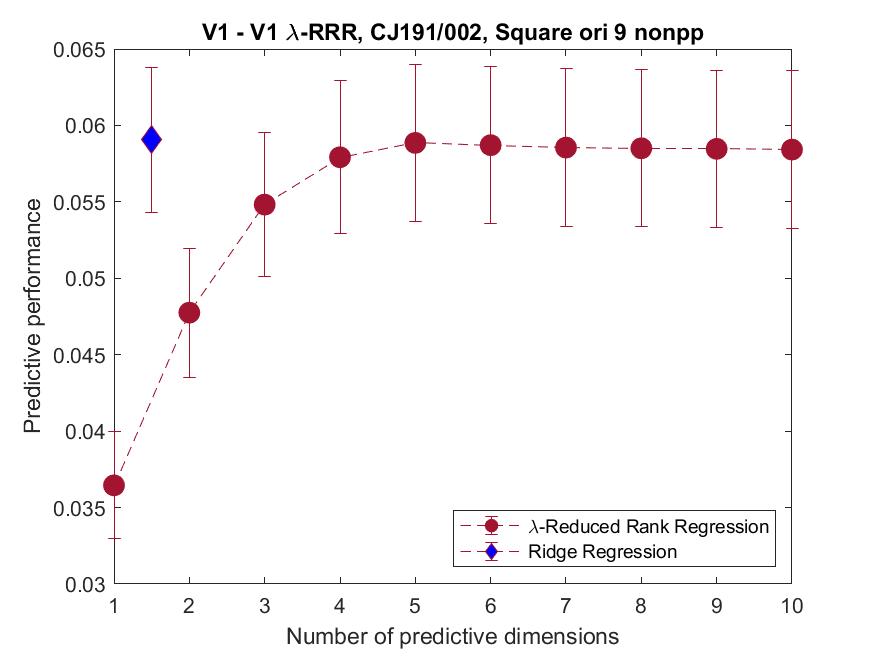 V1 - V1 λ-RRR, CJ191/002, Square ori 9 nonpp
0.065
0.06
0.055
0.05
0.045
0.04
0.035
0.03
Predictive performance
1 2 3 4 5 6 7 8 9 10
Number of predictive dimensions
λ-Reduced Rank Regression
Ridge Regression